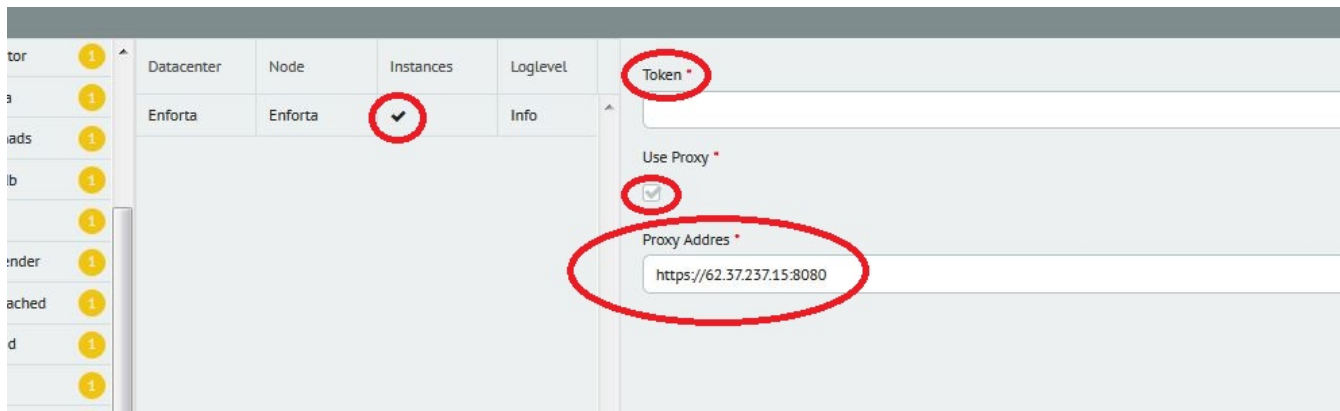 tor 1
a 1
ads 1
lb 1
1
ender 1
ached 1
d 1
1
Datacenter Node Instances Loglevel
Enforta Enforta Info
Token *
Use Proxy *
Proxy Addres *
https://62.37.237.15:8080